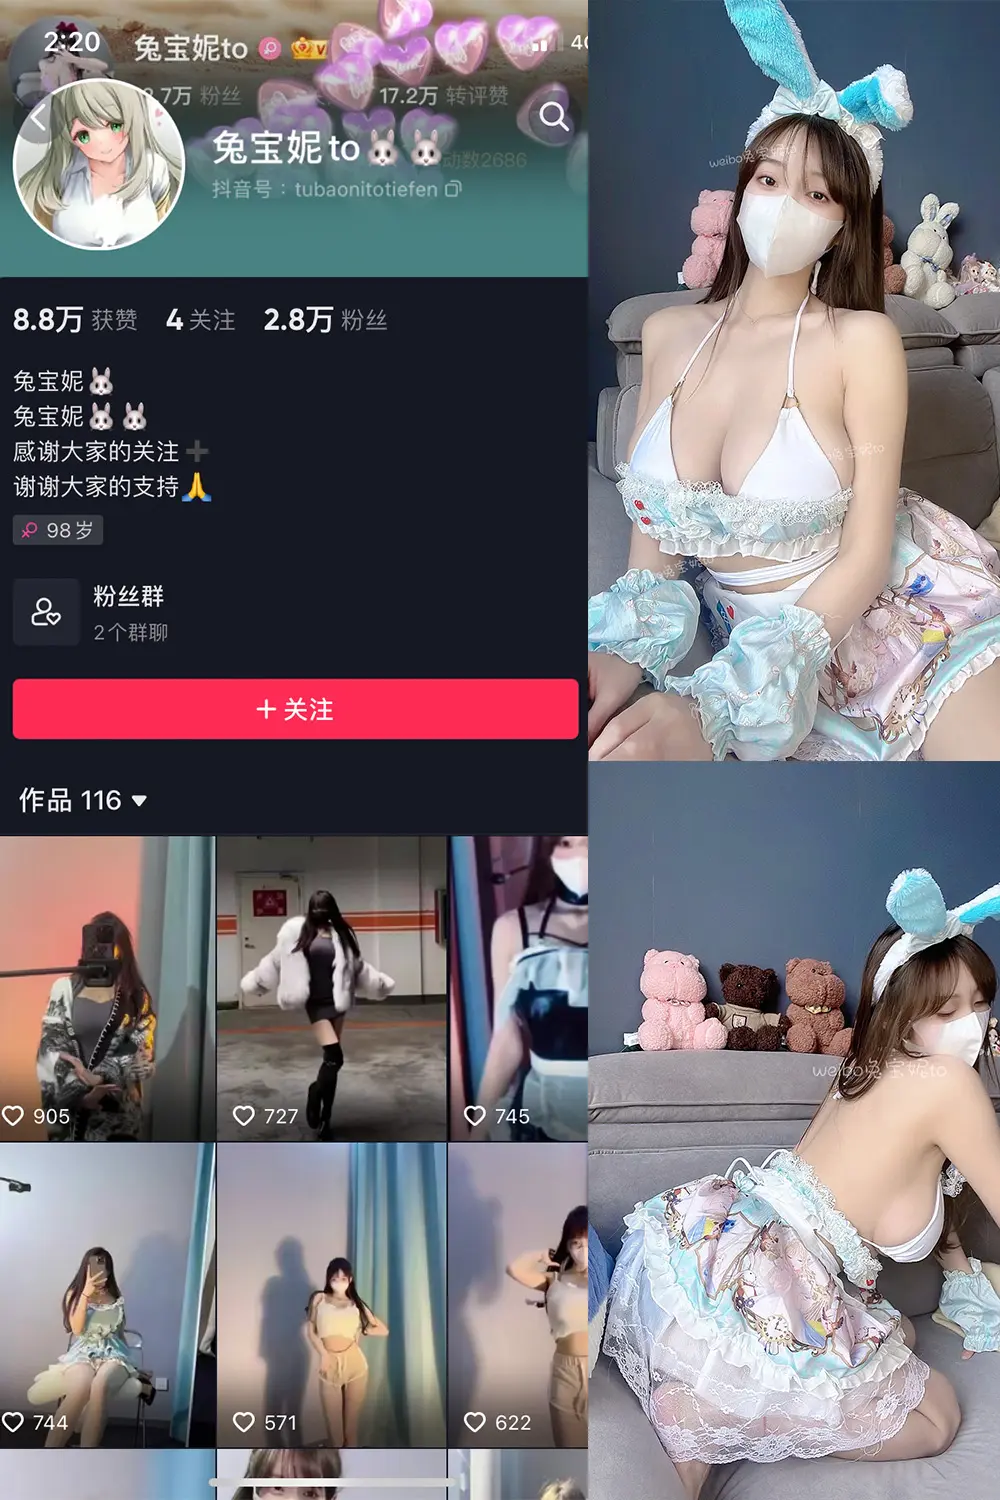 2:20
兔宝妮to
V
4
.7万 粉丝
17.2万 转评赞
兔宝妮to🐰🐰
动数2686
抖音号：tubaonitotiefen
8.8万 获赞 4 关注 2.8万 粉丝
兔宝妮🐰
兔宝妮🐰🐰
感谢大家的关注➕
谢谢大家的支持🙏
98岁
粉丝群
2个群聊
+ 关注
作品 116
905
727
745
744
571
622
weibo兔宝妮to
兔宝妮to
兔宝妮to
weibo兔宝妮to